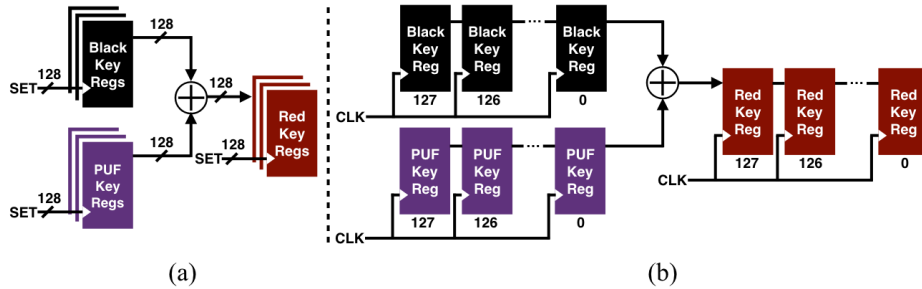 128
Black
Key
Regs
SET
128
128
128
PUF
Key
Regs
SET
128
Red
Key
Regs
SET
128
(a)
Black
Key
Reg
127
Black
Key
Reg
126
Black
Key
Reg
0
CLK
PUF
Key
Reg
127
PUF
Key
Reg
126
PUF
Key
Reg
0
CLK
Red
Key
Reg
127
Red
Key
Reg
126
Red
Key
Reg
0
CLK
(b)